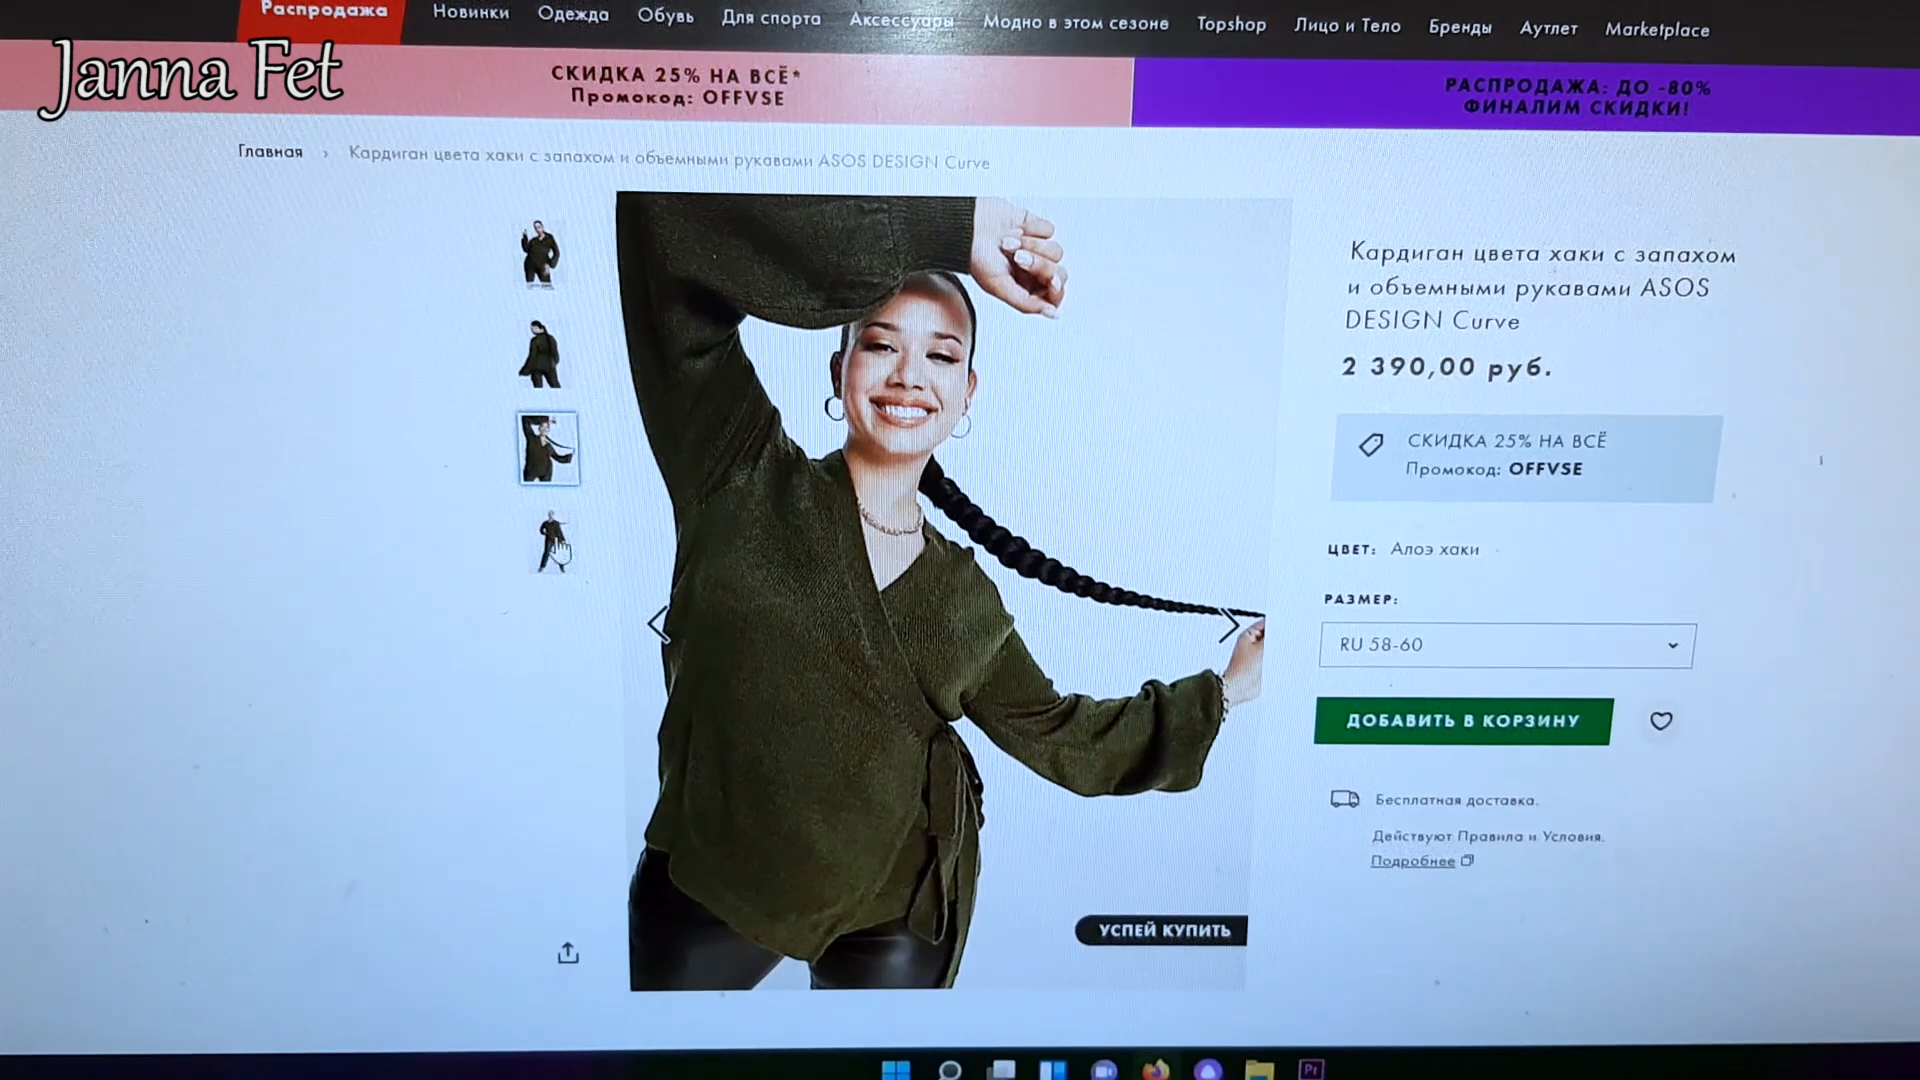 Распродажа Новинки Одежда Обувь Для спорта Аксессуары Модно в этом сезоне Topshop Лицо и Тело Бренды Аутлет Marketplace
Janna Fet
СКИДКА 25% НА ВСЁ*
Промокод: OFFVSE
РАСПРОДАЖА: ДО -80%
ФИНАЛИМ СКИДКИ!
Главная › Кардиган цвета хаки с запахом и объемными рукавами ASOS DESIGN Curve
Кардиган цвета хаки с запахом
и объемными рукавами ASOS
DESIGN Curve
2 390,00 руб.
СКИДКА 25% НА ВСЁ
Промокод: OFFVSE
ЦВЕТ: Алоэ хаки
РАЗМЕР:
RU 58-60
ДОБАВИТЬ В КОРЗИНУ
Бесплатная доставка.
Действуют Правила и Условия.
Подробнее
УСПЕЙ КУПИТЬ
Pr